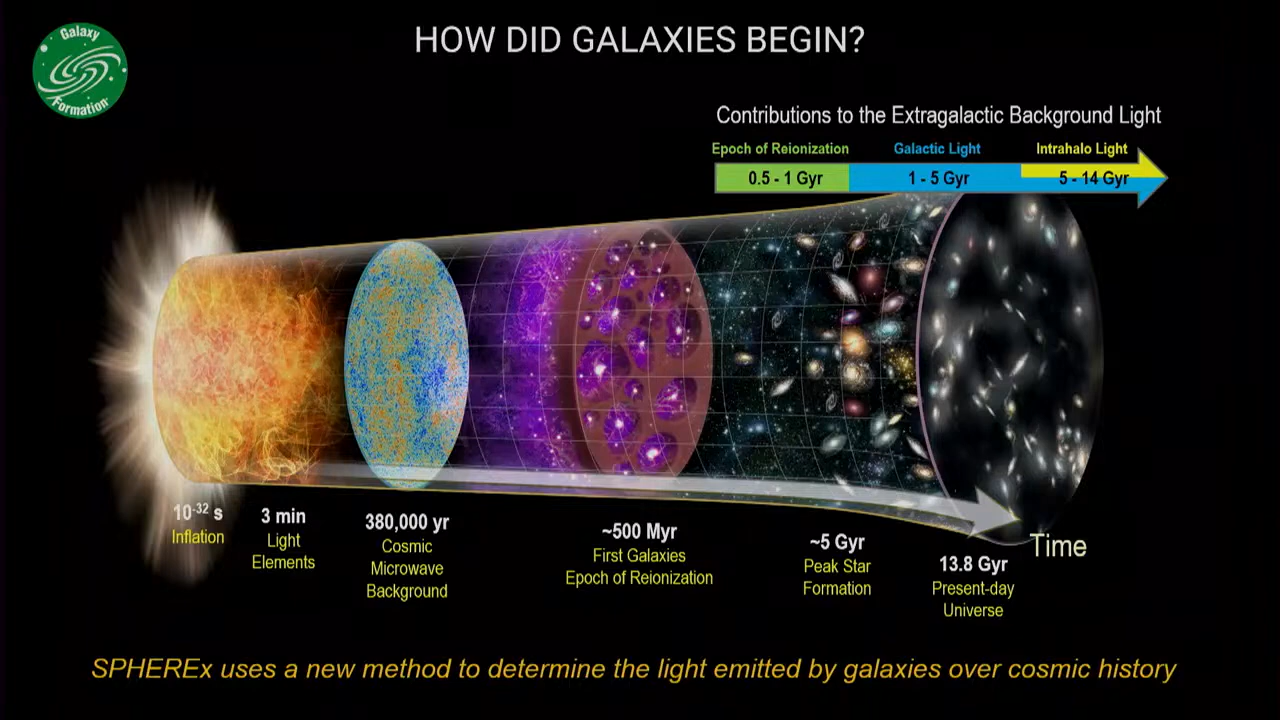 Galaxy
Formation
HOW DID GALAXIES BEGIN?
Contributions to the Extragalactic Background Light
Epoch of Reionization
Galactic Light
Intrahalo Light
0.5 - 1 Gyr
1 - 5 Gyr
5 - 14 Gyr
10⁻³² s
Inflation
3 min
Light
Elements
380,000 yr
Cosmic
Microwave
Background
~500 Myr
First Galaxies
Epoch of Reionization
~5 Gyr
Peak Star
Formation
13.8 Gyr
Present-day
Universe
Time
SPHEREx uses a new method to determine the light emitted by galaxies over cosmic history